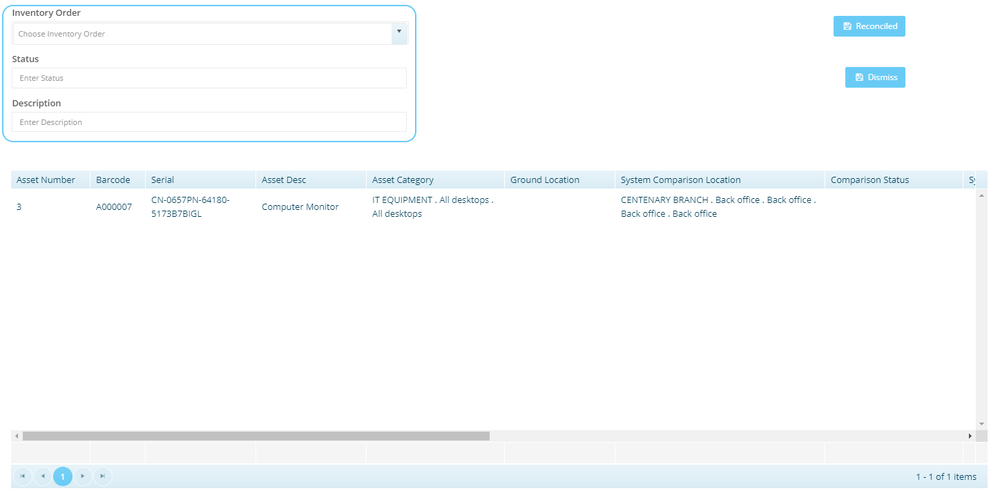 Inventory Order
Choose Inventory Order
Reconciled
Status
Enter Status
Dismiss
Description
Enter Description
Asset Number Barcode Serial Asset Desc Asset Category Ground Location System Comparison Location Comparison Status
3 A000007 CN-0657PN-64180- Computer Monitor IT EQUIPMENT . All desktops . CENTENARY BRANCH . Back office . Back office .
5173B7BIGL All desktops Back office . Back office
1 1 - 1 of 1 items